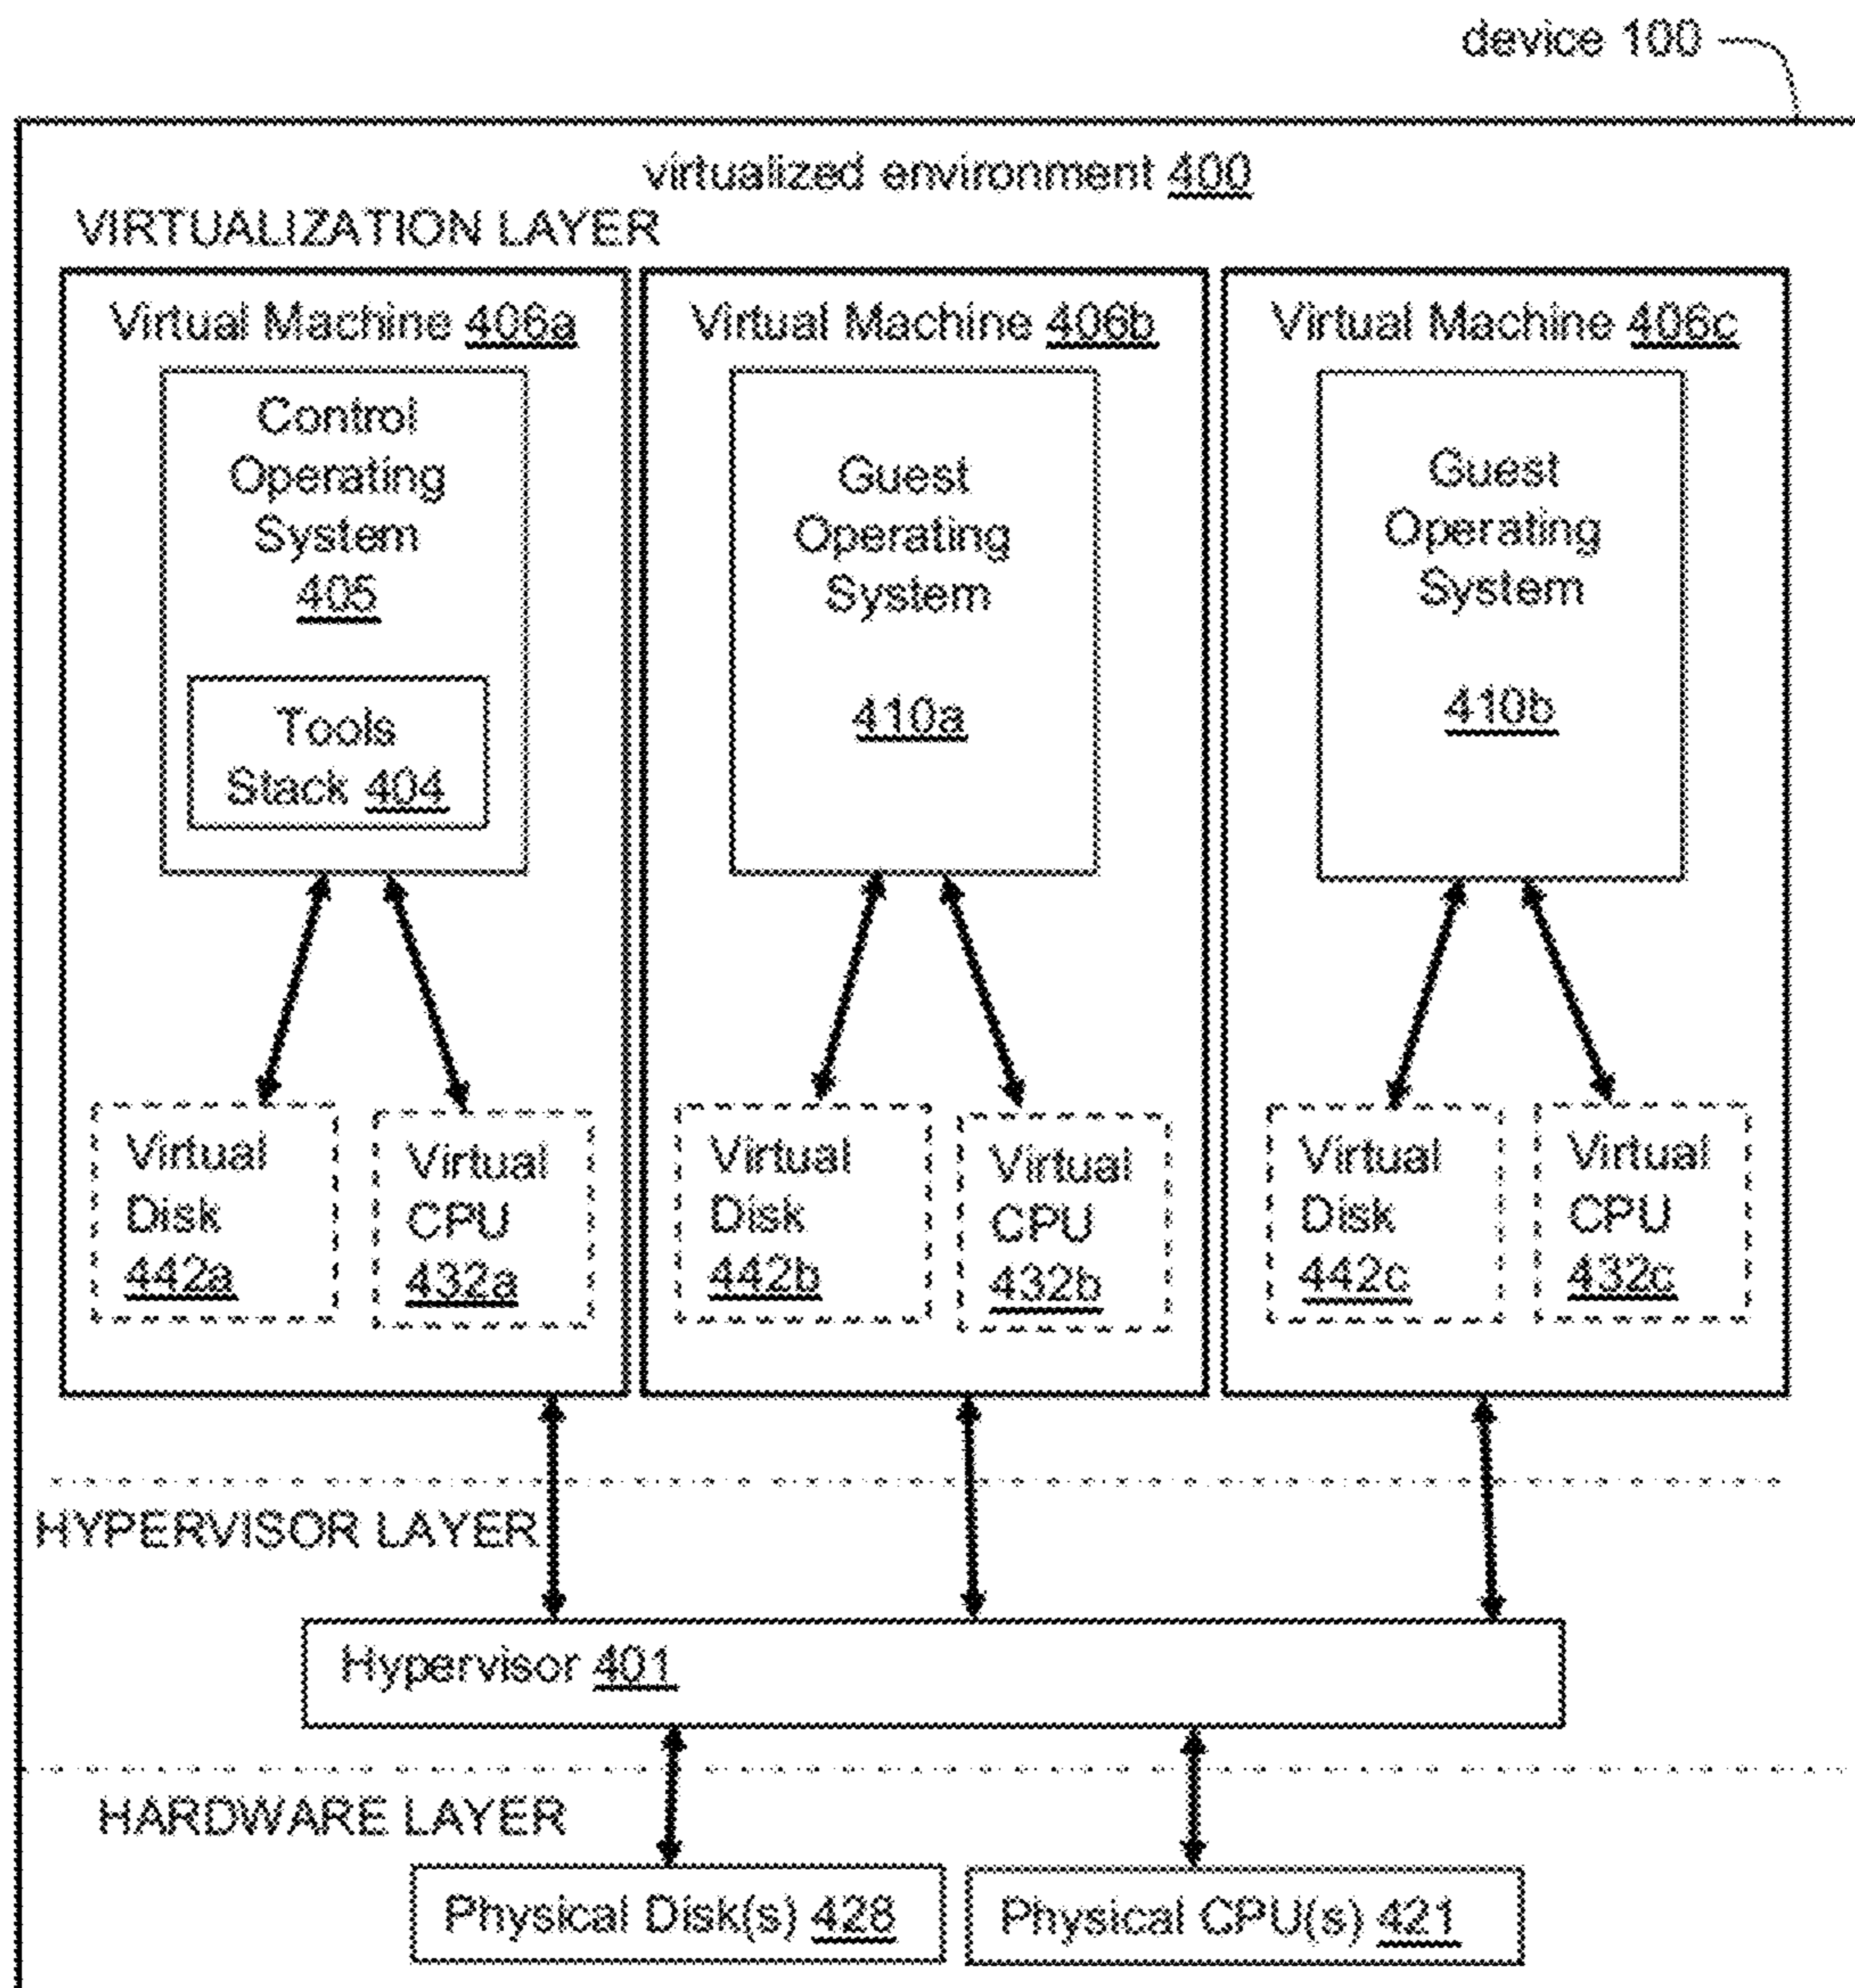 device 100
virtualized environment 400
VIRTUALIZATION LAYER
Virtual Machine 406a
Control
Operating
System
405
Tools
Stack 404
Virtual
Disk
442a
Virtual
CPU
432a
Virtual Machine 406b
Guest
Operating
System
410a
Virtual
Disk
442b
Virtual
CPU
432b
Virtual Machine 406c
Guest
Operating
System
410b
Virtual
Disk
442c
Virtual
CPU
432c
HYPERVISOR LAYER
Hypervisor 401
HARDWARE LAYER
Physical Disk(s) 428
Physical CPU(s) 421